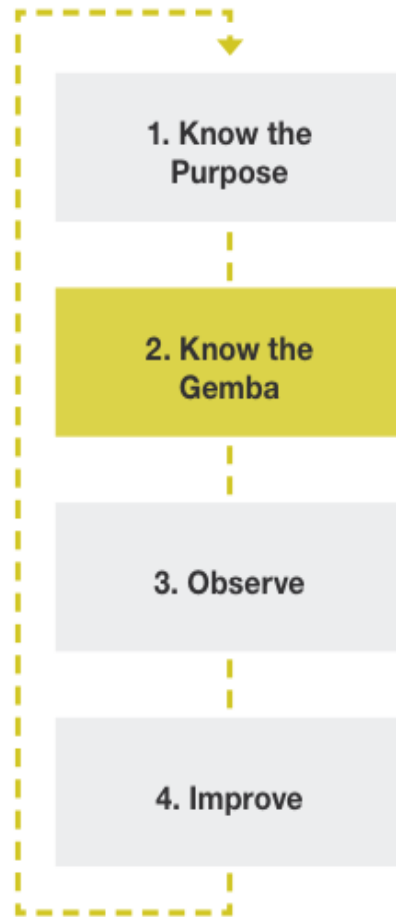 1. Know the
Purpose
2. Know the
Gemba
3. Observe
4. Improve